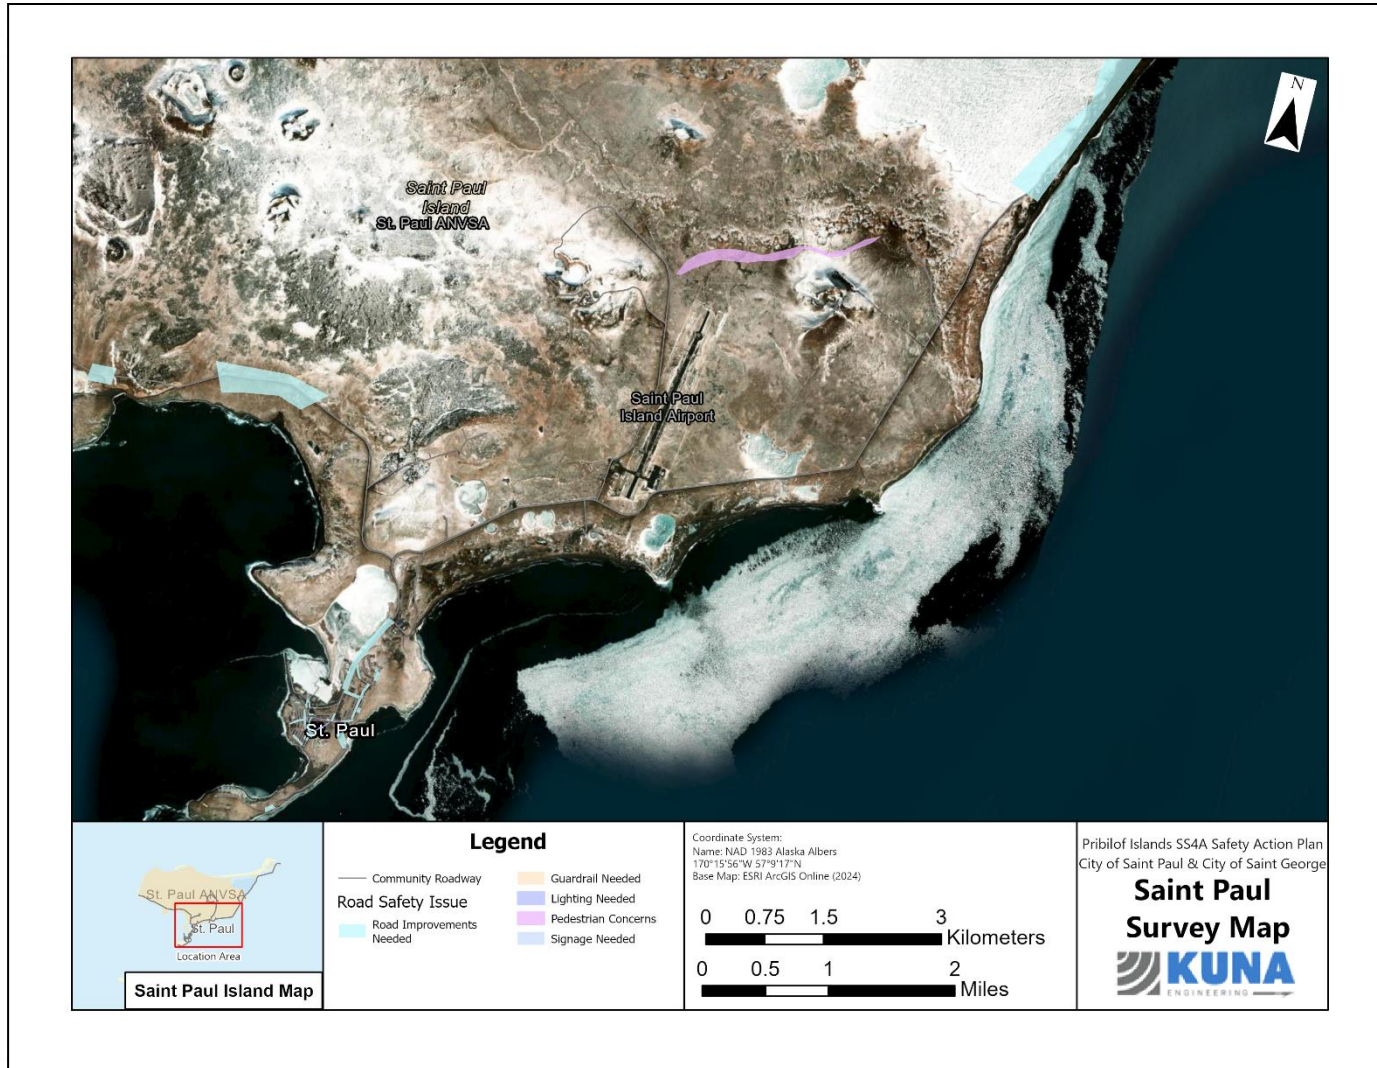 N
Saint Paul
Island
St. Paul ANVSA
Saint Paul
Island Airport
St. Paul
St. Paul ANVSA
St. Paul
Location Area
Saint Paul Island Map
Legend
Community Roadway
Road Safety Issue
Road Improvements
Needed
Guardrail Needed
Lighting Needed
Pedestrian Concerns
Signage Needed
Coordinate System:
Name: NAD 1983 Alaska Albers
170°15'56"W 57°9'17"N
Base Map: ESRI ArcGIS Online (2024)
0 0.75 1.5 3
Kilometers
0 0.5 1 2
Miles
Pribilof Islands SS4A Safety Action Plan
City of Saint Paul & City of Saint George
Saint Paul
Survey Map
KUNA
ENGINEERING